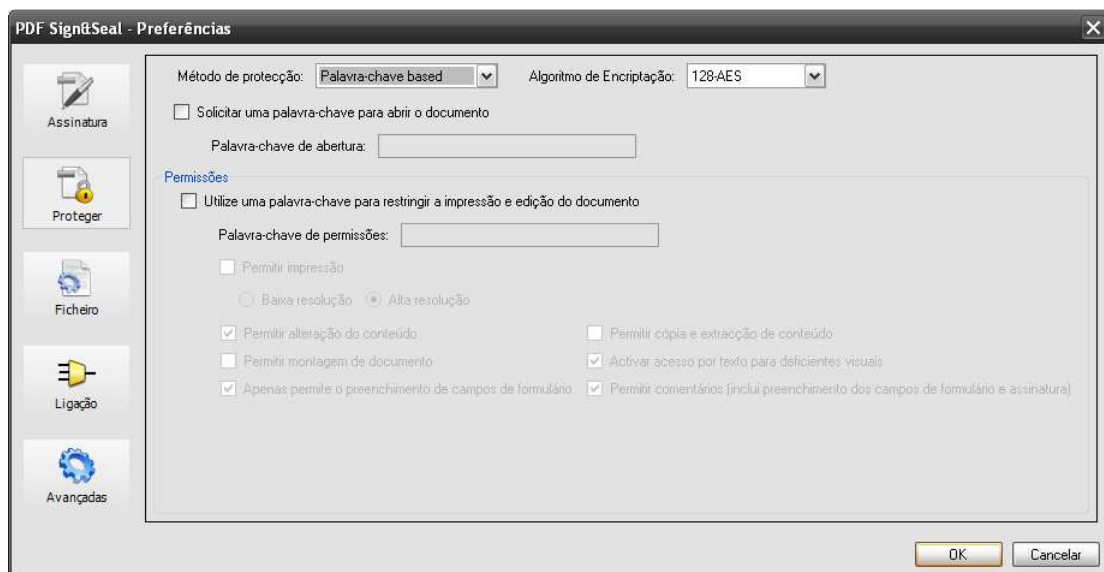 PDF Sign&Seal - Preferências
Assinatura
Proteger
Ficheiro
Ligação
Avançadas
Método de protecção: Palavra-chave based Algoritmo de Encriptação: 128-AES
Solicitar uma palavra-chave para abrir o documento
Palavra-chave de abertura:
Permissões
Utilize uma palavra-chave para restringir a impressão e edição do documento
Palavra-chave de permissões:
Permitir impressão
Baixa resolução Alta resolução
Permitir alteração do conteúdo Permitir cópia e extracção de conteúdo
Permitir montagem de documento Activar acesso por texto para deficientes visuais
Apenas permite o preenchimento de campos de formulário Permitir comentários (inclui preenchimento dos campos de formulário e assinatura)
OK Cancelar